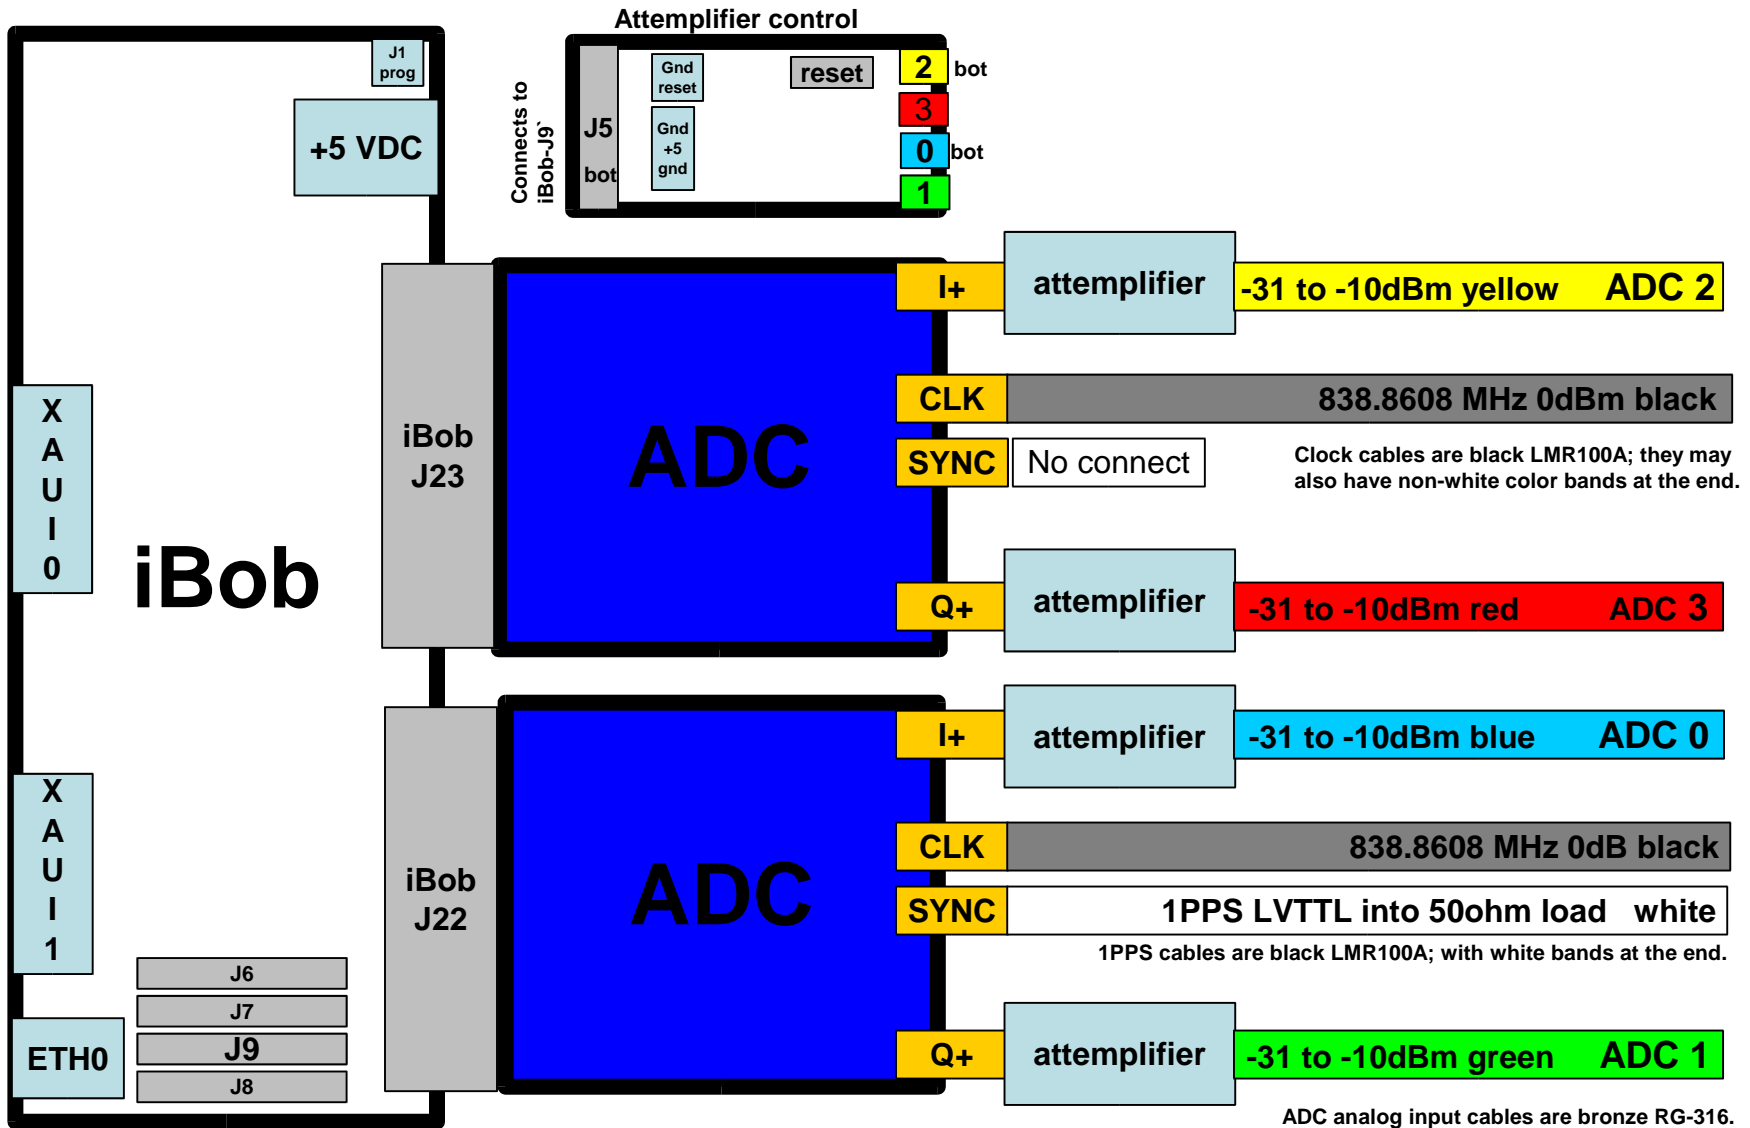 Attemplifier control
J1
prog
+5 VDC
Connects to
iBob-J9`
J5
bot
Gnd
reset
Gnd
+5
gnd
reset
2 bot
3
0 bot
1
iBob
XAUI0
XAUI1
ETH0
J6
J7
J9
J8
iBob
J23
ADC
I+
attemplifier
-31 to -10dBm yellow ADC 2
CLK
838.8608 MHz 0dBm black
SYNC
No connect
Clock cables are black LMR100A; they may
also have non-white color bands at the end.
Q+
attemplifier
-31 to -10dBm red ADC 3
iBob
J22
ADC
I+
attemplifier
-31 to -10dBm blue ADC 0
CLK
838.8608 MHz 0dB black
SYNC
1PPS LVTTL into 50ohm load white
1PPS cables are black LMR100A; with white bands at the end.
Q+
attemplifier
-31 to -10dBm green ADC 1
ADC analog input cables are bronze RG-316.